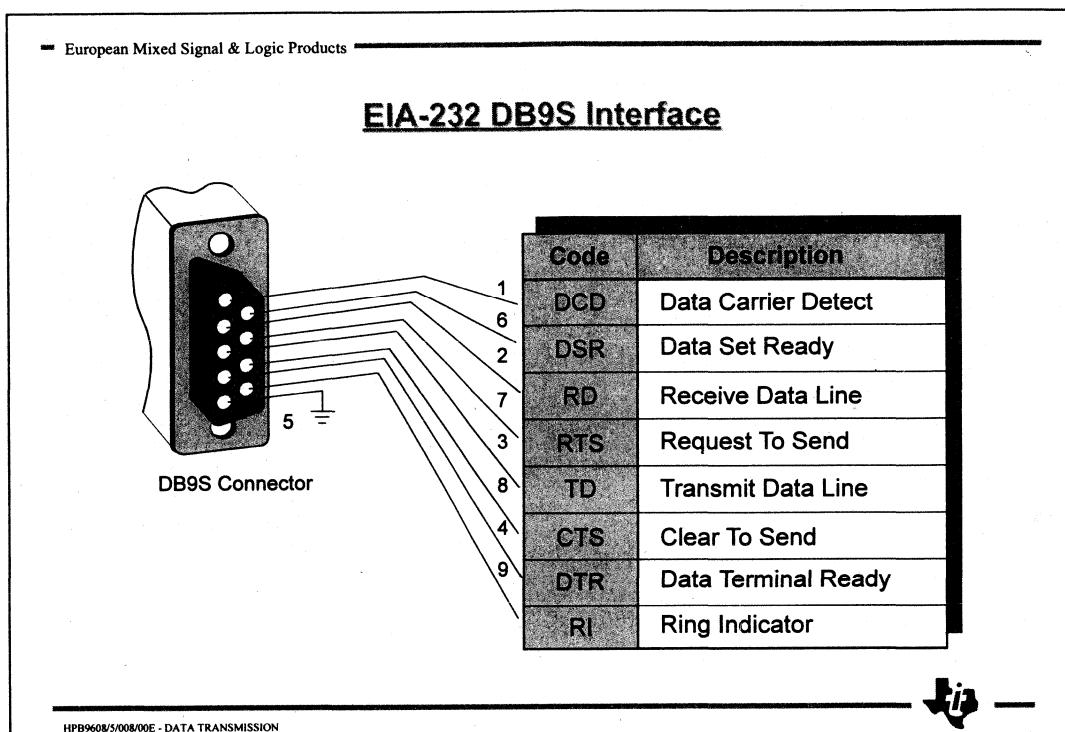 European Mixed Signal & Logic Products
EIA-232 DB9S Interface
Code Description
1 DCD Data Carrier Detect
6 DSR Data Set Ready
2 RD Receive Data Line
7 RTS Request To Send
3 TD Transmit Data Line
8 CTS Clear To Send
4 DTR Data Terminal Ready
9 RI Ring Indicator
5
DB9S Connector
ti
HPB9608/5/008/00E - DATA TRANSMISSION